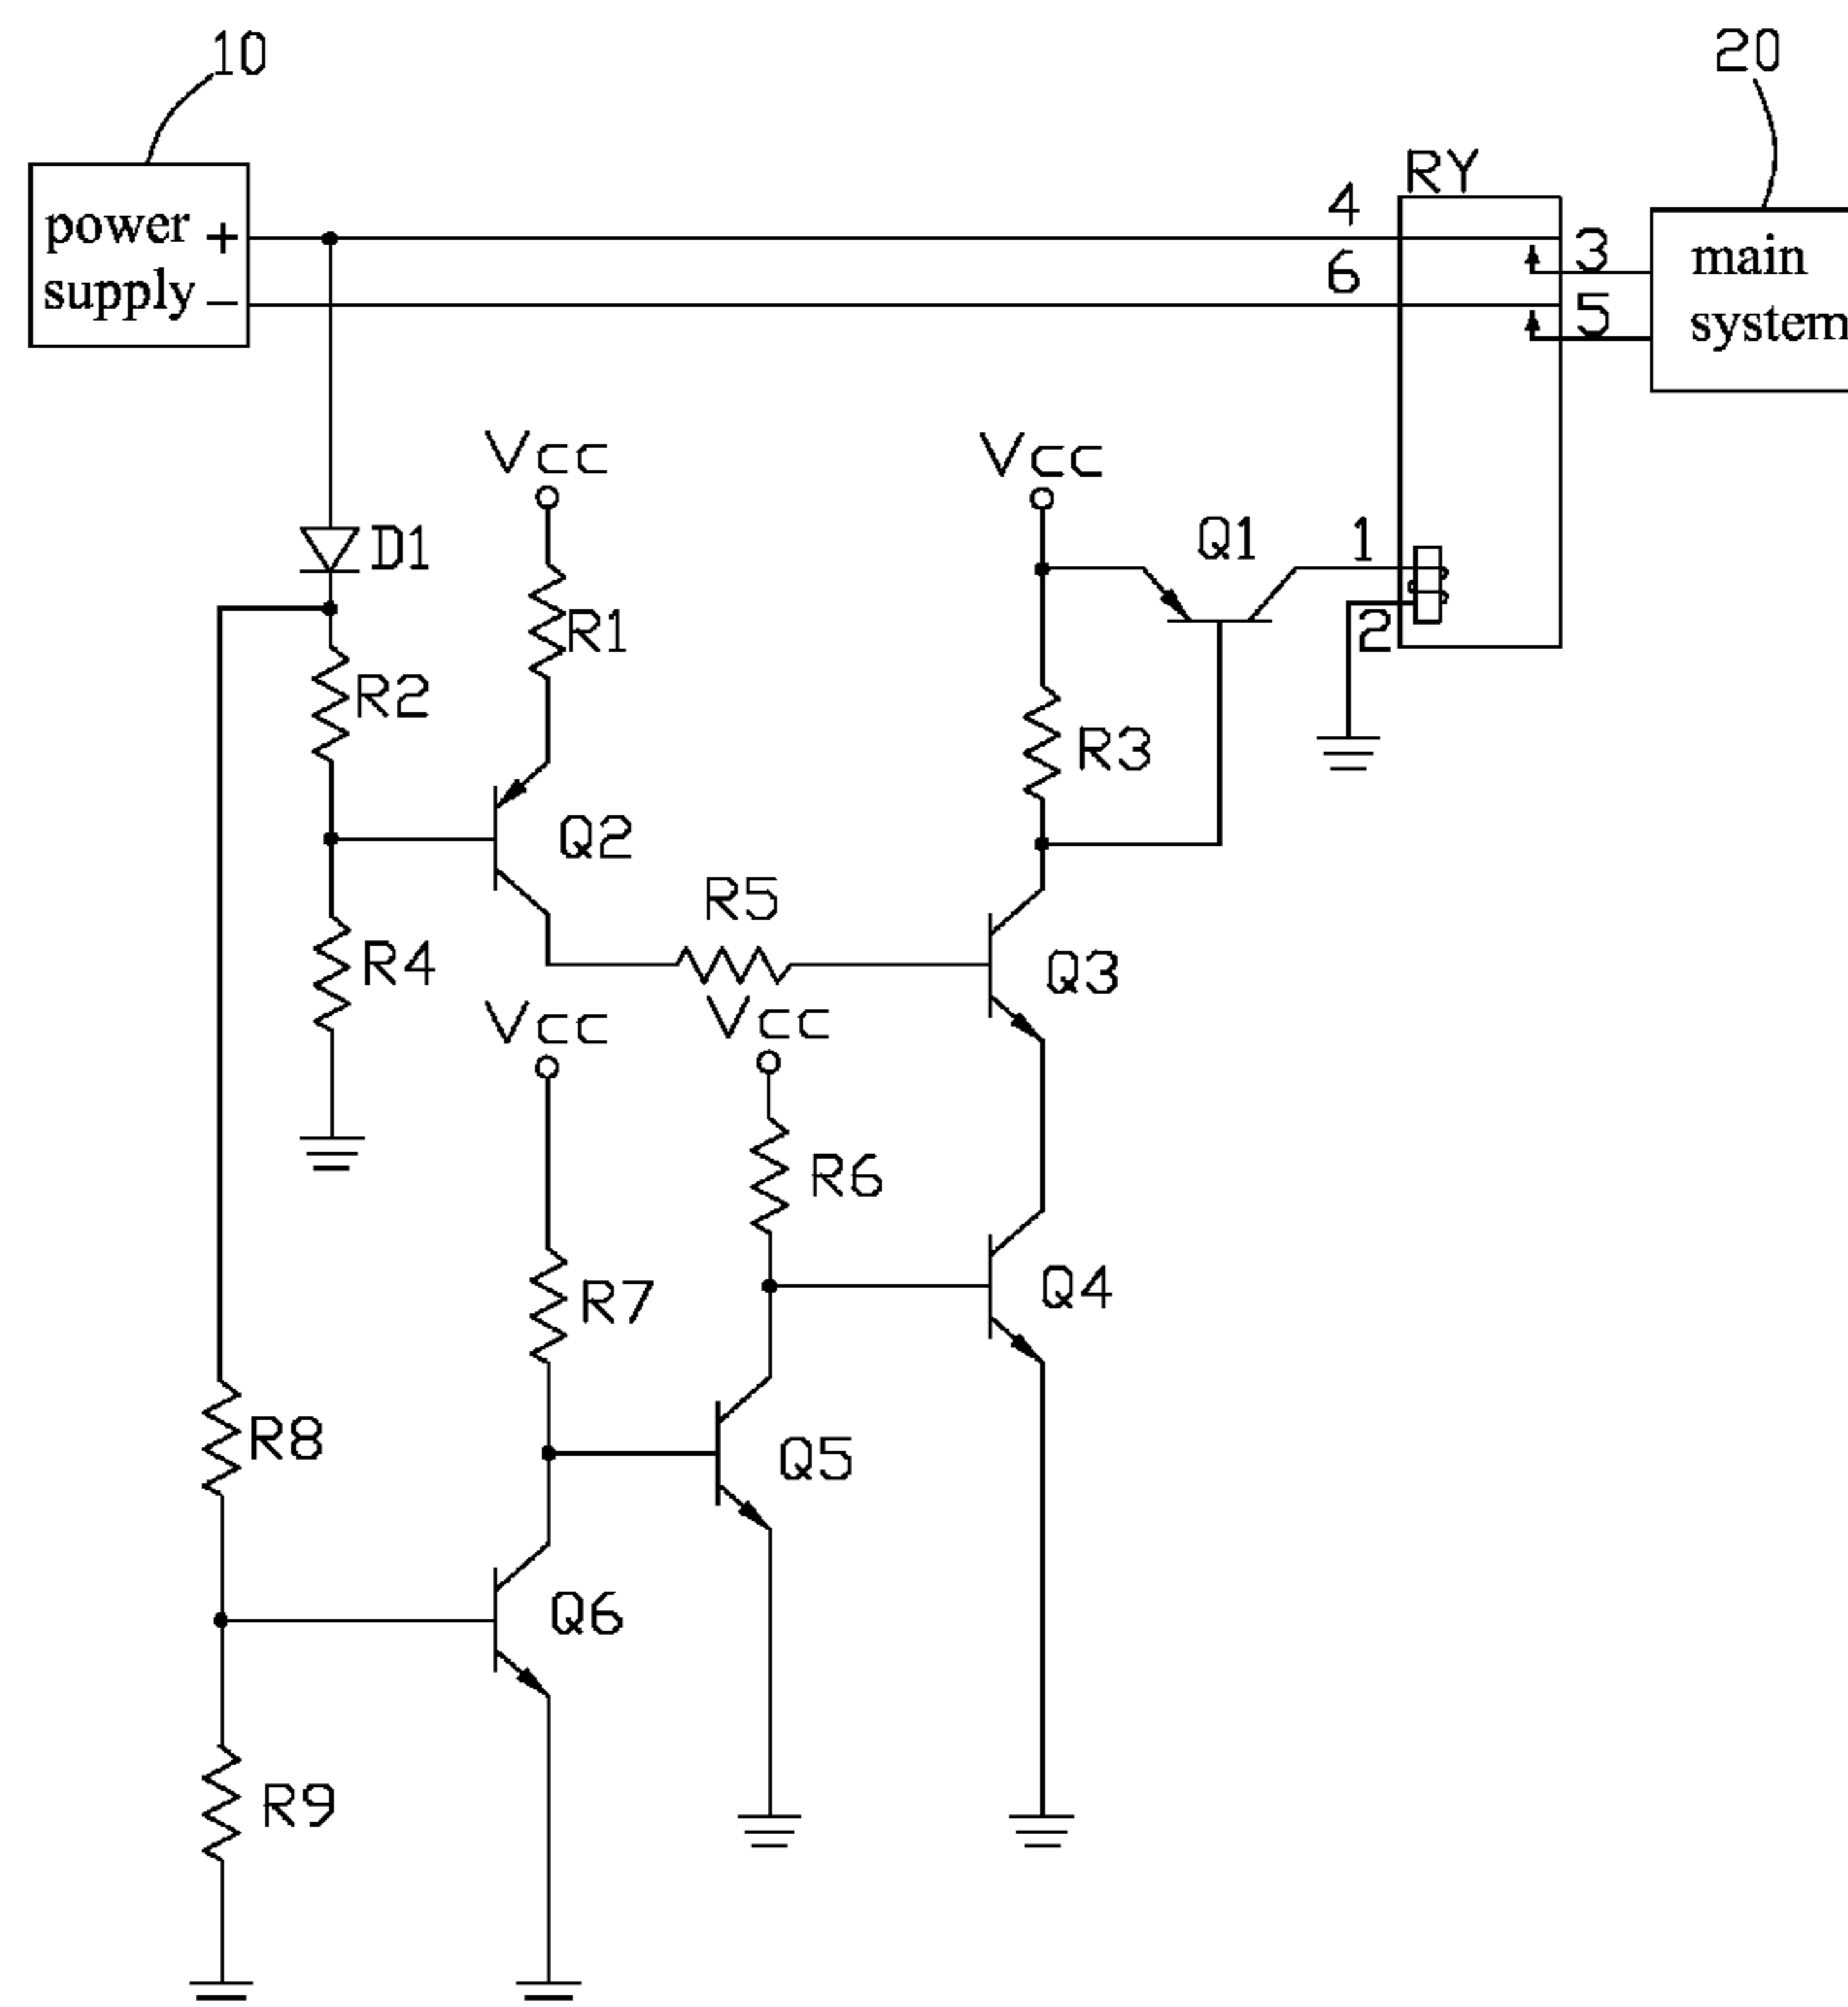 10
20
RY
power +
supply −
4
6
3
5
main
system
Vcc
Vcc
D1
Q1
1
R1
2
R2
R3
Q2
R5
R4
Q3
Vcc
Vcc
R6
R7
Q4
R8
Q5
Q6
R9